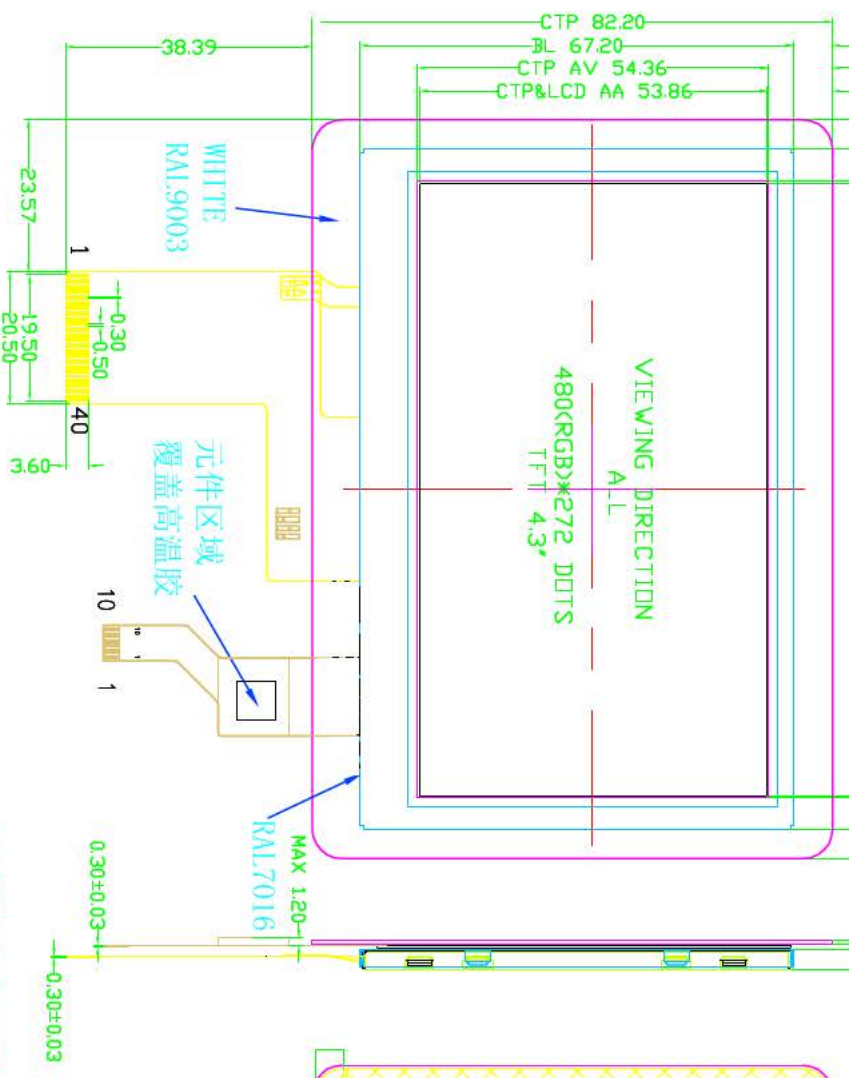 CTP 82.20
BL 67.20
CTP AV 54.36
CTP&LCD AA 53.86
38.39
23.57
WHITE
RAL9003
1
40
0.30
0.50
19.50
20.50
3.60
VIEWING DIRECTION
ALL
480(RGB)*272 DOTS
TFT 4.3"
元件区域
覆盖高温胶
10
1
10
1
RAL7016
MAX 1.20
0.30±0.03
0.30±0.03